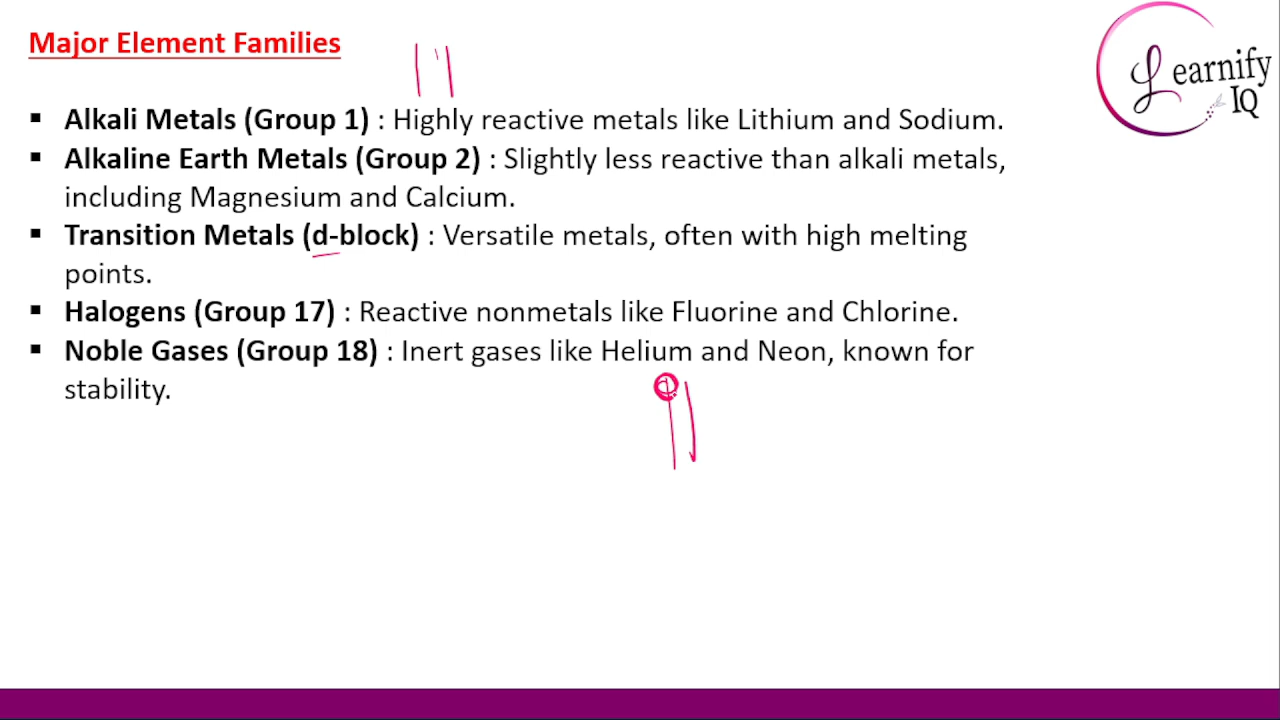 Major Element Families
Learnify
IQ
▪ Alkali Metals (Group 1) : Highly reactive metals like Lithium and Sodium.
▪ Alkaline Earth Metals (Group 2) : Slightly less reactive than alkali metals,
including Magnesium and Calcium.
▪ Transition Metals (d-block) : Versatile metals, often with high melting
points.
▪ Halogens (Group 17) : Reactive nonmetals like Fluorine and Chlorine.
▪ Noble Gases (Group 18) : Inert gases like Helium and Neon, known for
stability.